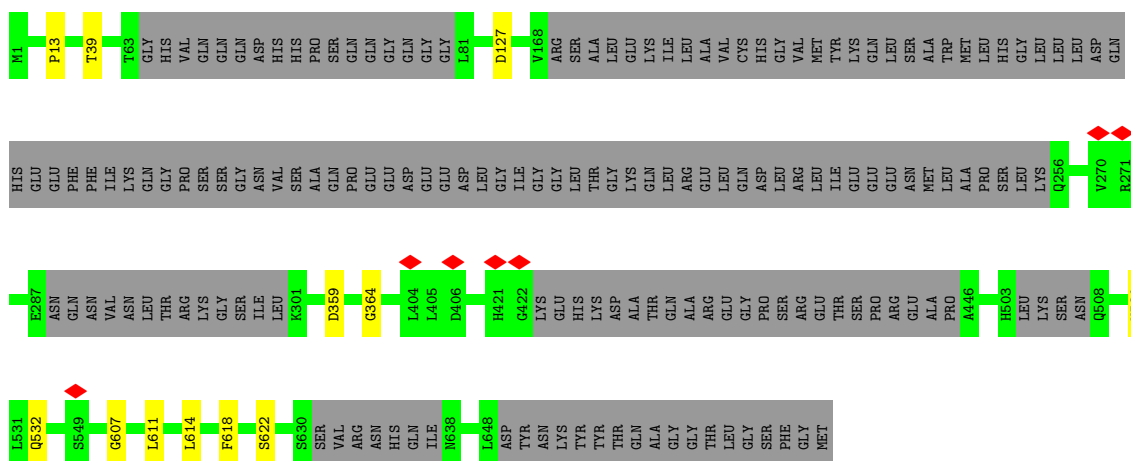 M1 P13 T39 T63 GLY HIS VAL GLN GLN GLN ASP HIS HIS PRO SER GLN GLN GLY GLN GLY GLY L81 D127 V168 ARG SER ALA LEU GLU LYS ILE LEU ALA VAL CYS HIS GLY VAL MET TYR LYS GLN LEU SER ALA TRP MET LEU HIS GLY LEU LEU LEU ASP GLN
HIS GLU GLU PHE PHE ILE LYS GLN GLY PRO SER SER GLY ASN VAL SER ALA GLN PRO GLU GLU ASP GLU GLU ASP LEU GLY ILE GLY GLY LEU THR GLY LYS GLN LEU ARG GLU LEU GLN ASP LEU ARG LEU ILE GLU GLU GLU ASN MET LEU ALA PRO SER LEU LYS Q256 V270 R271
E287 ASN GLN ASN VAL ASN LEU THR ARG LYS GLY SER ILE LEU K301 D359 G364 L404 L405 D406 H421 G422 LYS GLU HIS LYS ASP ALA THR GLN ALA ARG GLU GLY PRO SER ARG GLU THR SER PRO ARG GLU ALA PRO A446 H503 LEU LYS SER ASN Q508
L531 Q532 S549 G607 L611 L614 F618 S622 S630 SER VAL ARG ASN HIS GLN ILE N638 L648 ASP TYR ASN LYS TYR TYR THR GLN ALA GLY GLY THR LEU GLY SER PHE GLY MET